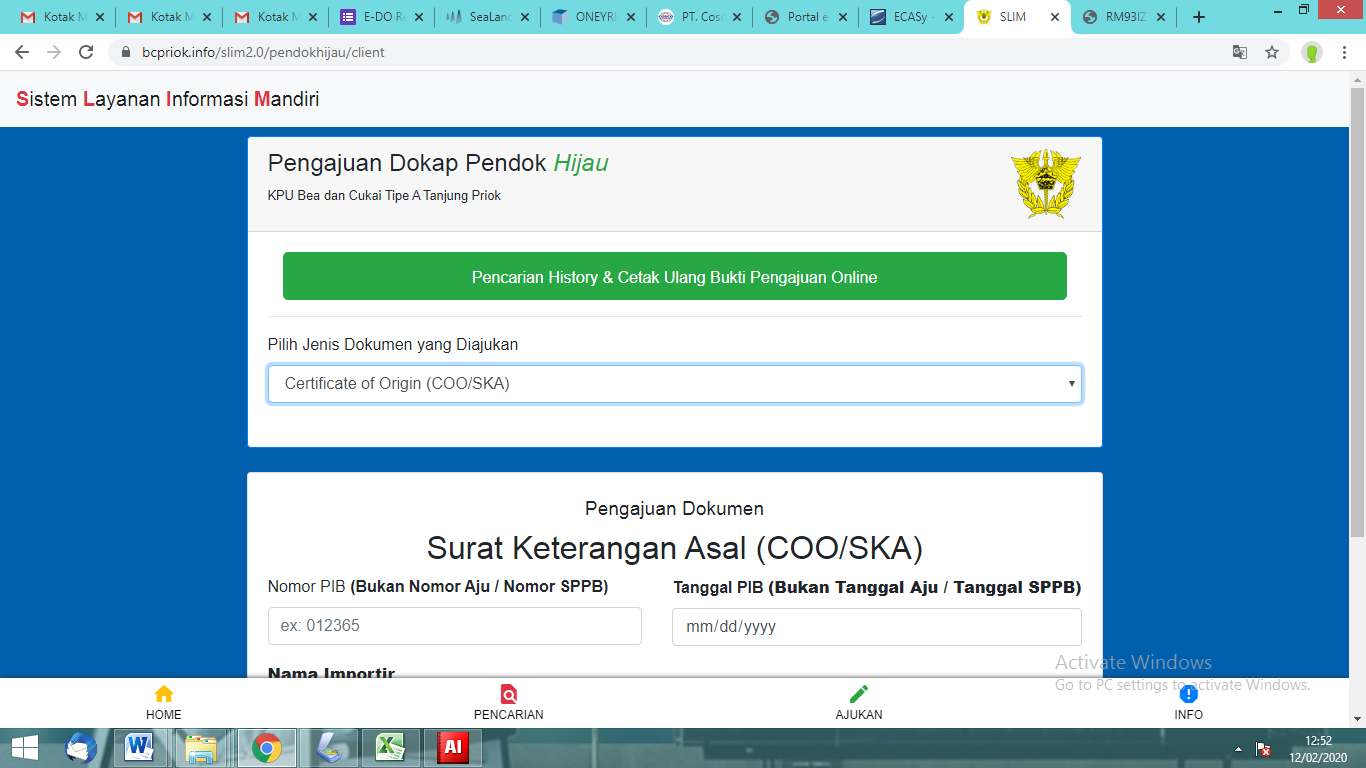 Kotak M
Kotak M
Kotak M
E-DO R
SeaLand
ONEYRI
PT. Cosc
Portal e
ECASy -
SLIM
RM93IZ
bcpriok.info/slim2.0/pendokhijau/client
Sistem Layanan Informasi Mandiri
Pengajuan Dokap Pendok Hijau
KPU Bea dan Cukai Tipe A Tanjung Priok
Pencarian History & Cetak Ulang Bukti Pengajuan Online
Pilih Jenis Dokumen yang Diajukan
Certificate of Origin (COO/SKA)
Pengajuan Dokumen
Surat Keterangan Asal (COO/SKA)
Nomor PIB (Bukan Nomor Aju / Nomor SPPB)
Tanggal PIB (Bukan Tanggal Aju / Tanggal SPPB)
ex: 012365
mm/dd/yyyy
Nama Importir
Activate Windows
Go to PC settings to activate Windows.
HOME
PENCARIAN
AJUKAN
INFO
AI
12:52
12/02/2020